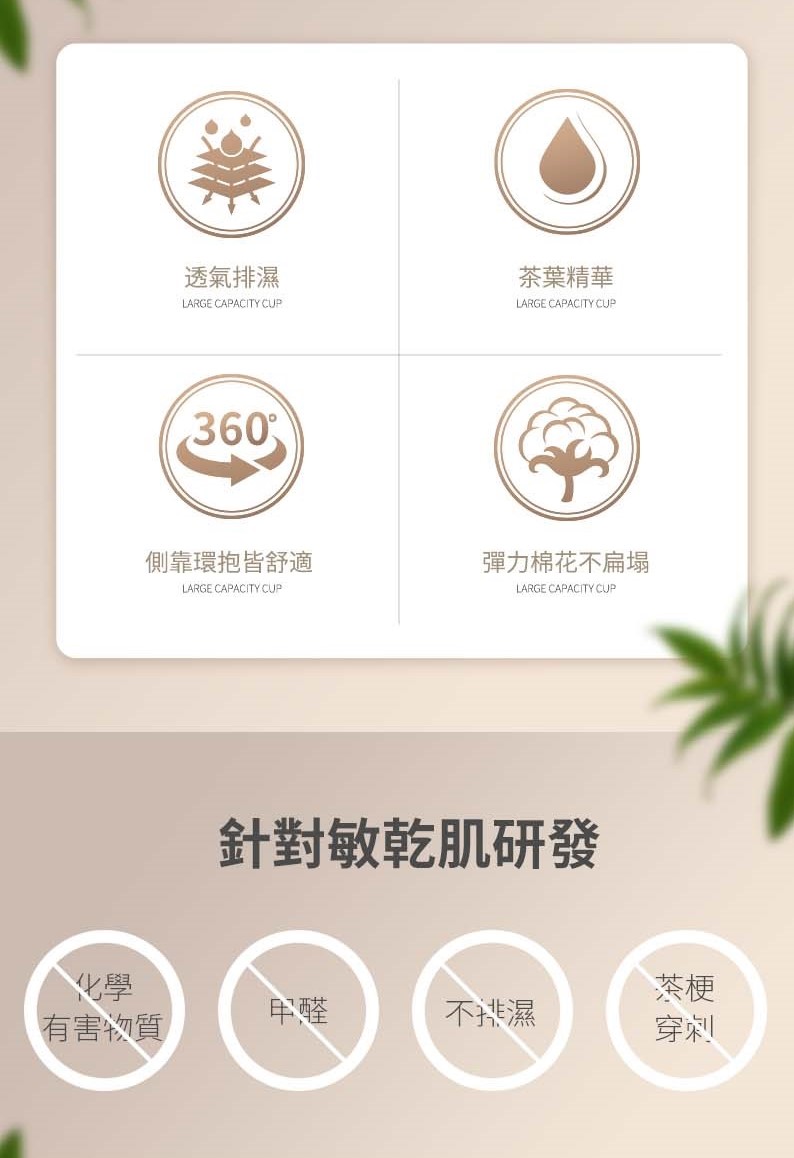 透氣排濕
LARGE CAPACITY CUP
茶葉精華
LARGE CAPACITY CUP
360°
側靠環抱皆舒適
LARGE CAPACITY CUP
彈力棉花不扁塌
LARGE CAPACITY CUP
針對敏乾肌研發
化學
有害物質
甲醛
不排濕
茶梗
穿刺